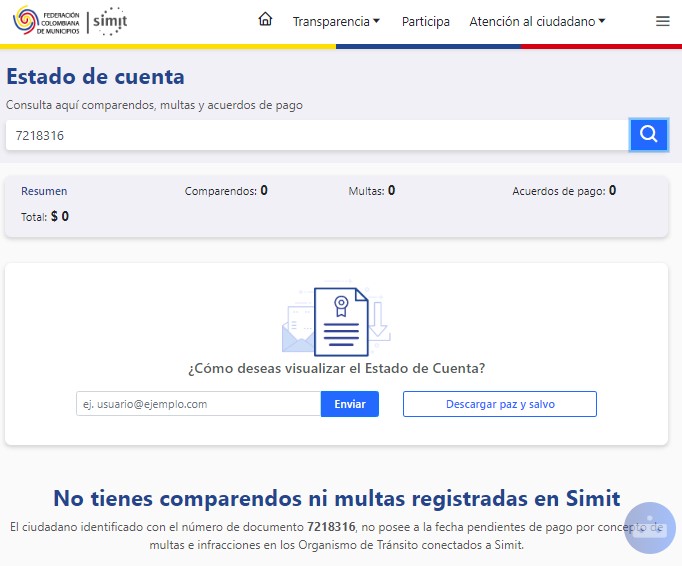 FEDERACIÓN
COLOMBIANA
DE MUNICIPIOS
simit
Transparencia
Participa
Atención al ciudadano
Estado de cuenta
Consulta aquí comparendos, multas y acuerdos de pago
7218316
Resumen Comparendos: 0 Multas: 0 Acuerdos de pago: 0
Total: $ 0
¿Cómo deseas visualizar el Estado de Cuenta?
ej. usuario@ejemplo.com Enviar Descargar paz y salvo
No tienes comparendos ni multas registradas en Simit
El ciudadano identificado con el número de documento 7218316, no posee a la fecha pendientes de pago por concepto de
multas e infracciones en los Organismo de Tránsito conectados a Simit.